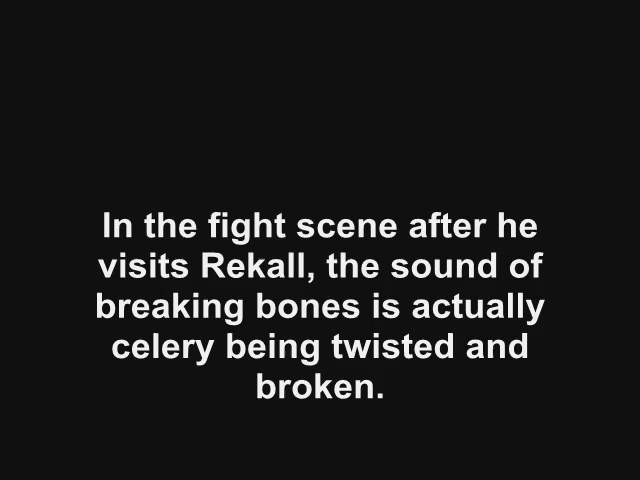 In the fight scene after he
visits Rekall, the sound of
breaking bones is actually
celery being twisted and
broken.